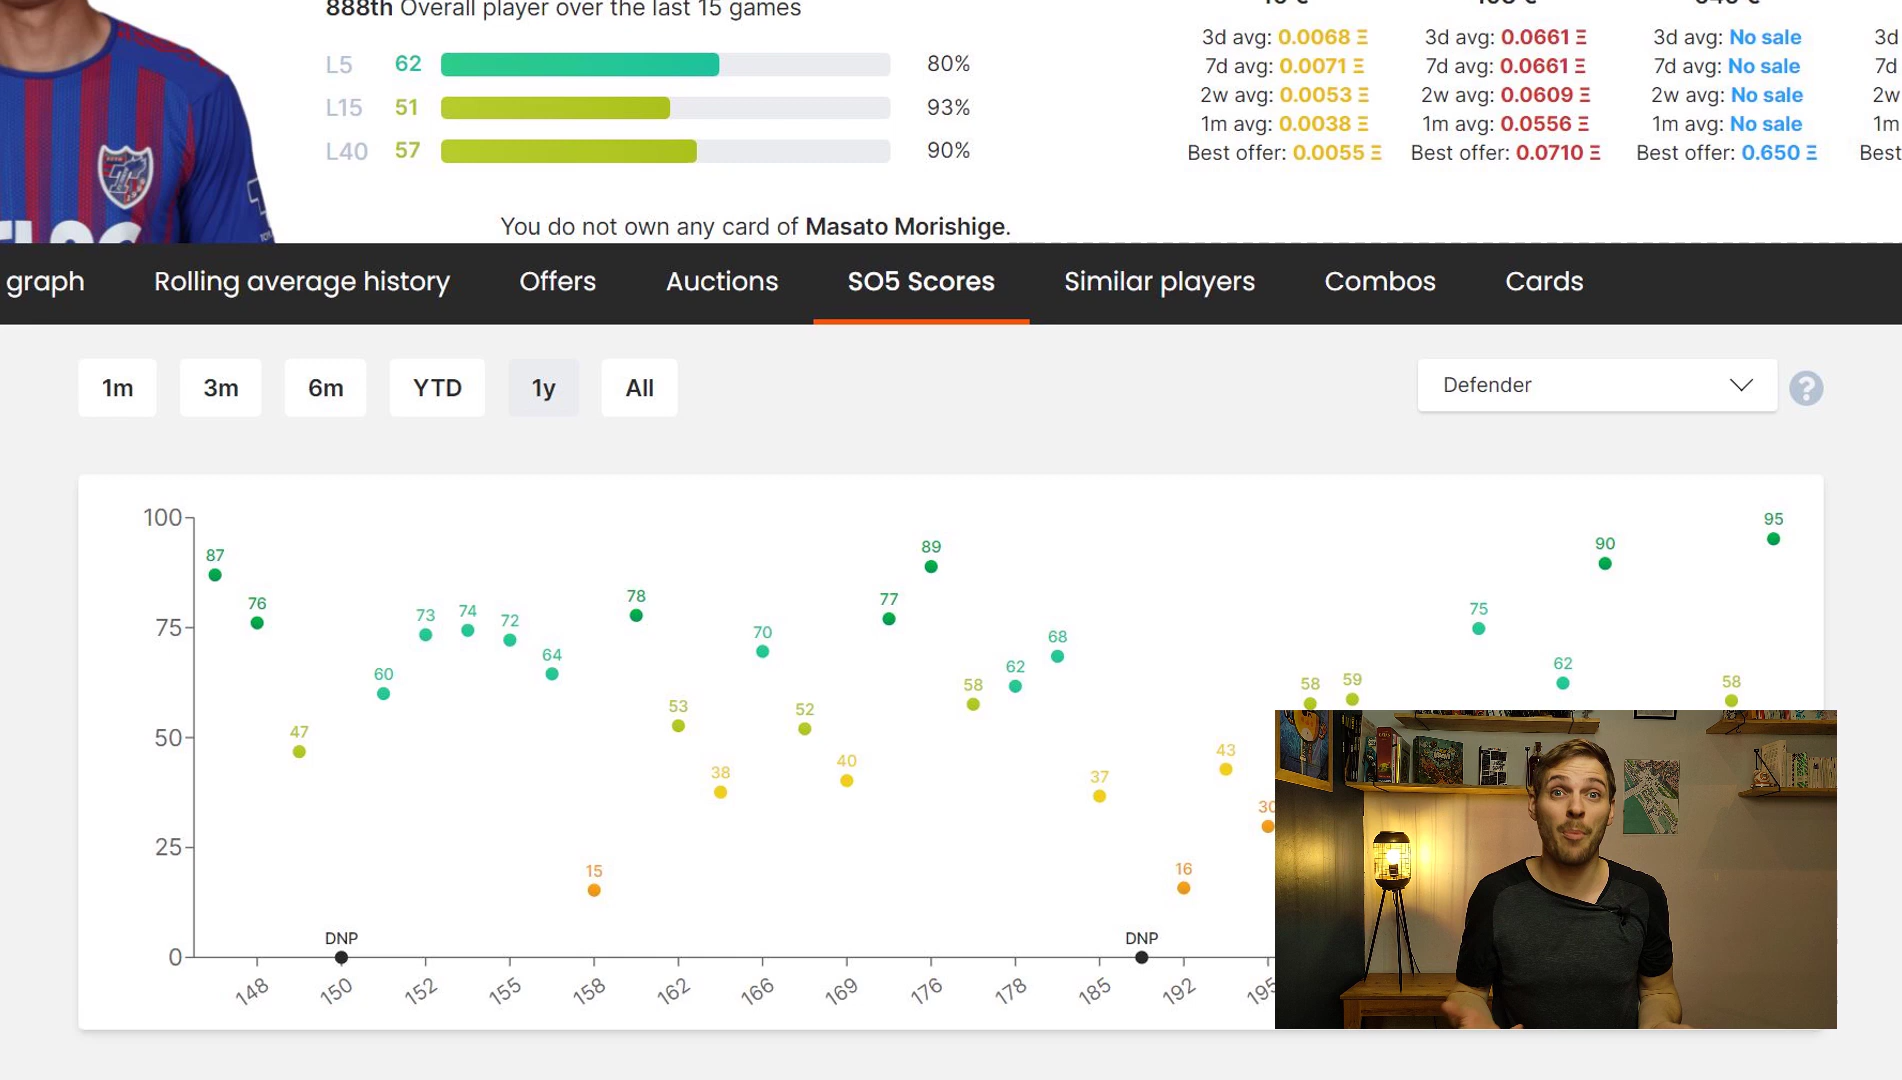 888th Overall player over the last 15 games
L5 62 80%
L15 51 93%
L40 57 90%
3d avg: 0.0068 Ξ
7d avg: 0.0071 Ξ
2w avg: 0.0053 Ξ
1m avg: 0.0038 Ξ
Best offer: 0.0055 Ξ
3d avg: 0.0661 Ξ
7d avg: 0.0661 Ξ
2w avg: 0.0609 Ξ
1m avg: 0.0556 Ξ
Best offer: 0.0710 Ξ
3d avg: No sale
7d avg: No sale
2w avg: No sale
1m avg: No sale
Best offer: 0.650 Ξ
3d
7d
2w
1m
Best
You do not own any card of Masato Morishige.
graph Rolling average history Offers Auctions SO5 Scores Similar players Combos Cards
1m 3m 6m YTD 1y All Defender ?
100
75
50
25
0
87
76
47
DNP
60
73
74
72
64
15
78
53
38
70
52
40
77
89
58
62
68
37
DNP
16
43
30
58
59
75
62
90
58
95
148 150 152 155 158 162 166 169 176 178 185 192 195